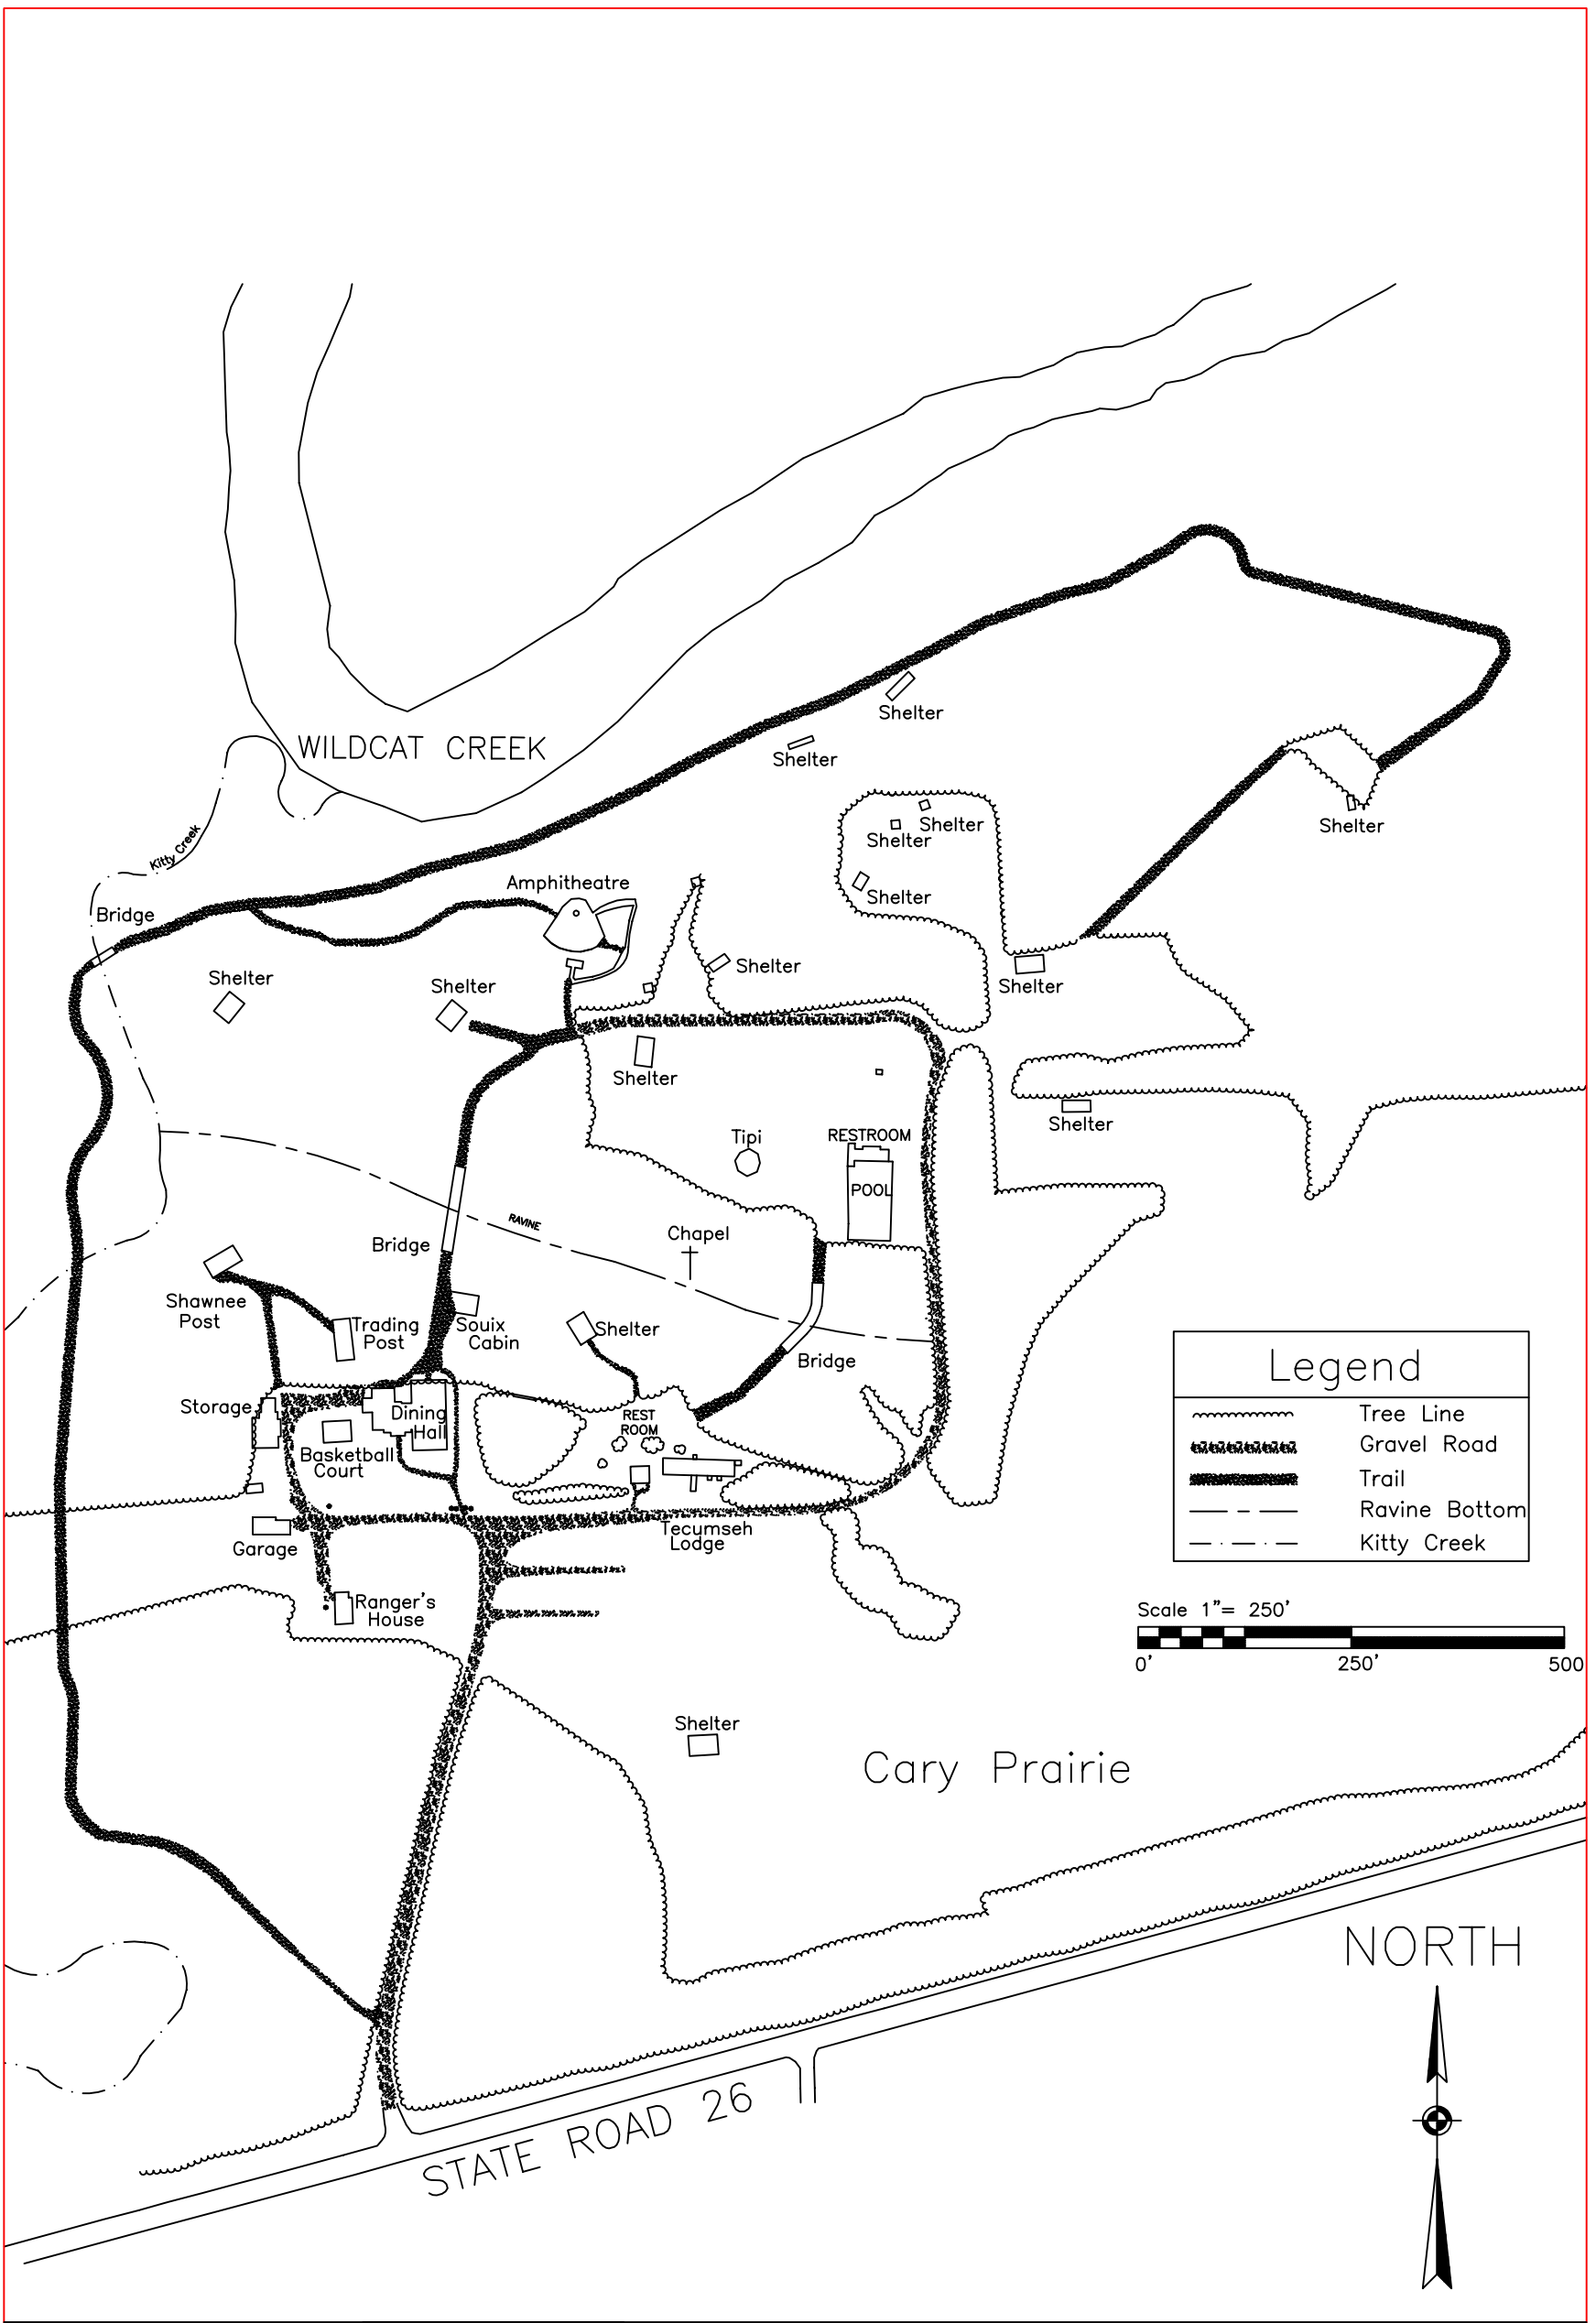 WILDCAT CREEK
Kitty Creek
Shelter
Shelter
Shelter
Shelter
Shelter
Shelter
Amphitheatre
Bridge
Shelter
Shelter
Shelter
Shelter
Shelter
Shelter
Tipi
RESTROOM
POOL
Shelter
RAVINE
Chapel
Bridge
Shawnee
Post
Trading
Post
Souix
Cabin
Shelter
Bridge
Storage
Dining
Hall
REST
ROOM
Basketball
Court
Garage
Tecumseh
Lodge
Ranger's
House
Legend
Tree Line
Gravel Road
Trail
Ravine Bottom
Kitty Creek
Scale 1"= 250'
0' 250' 500
Shelter
Cary Prairie
NORTH
STATE ROAD 26